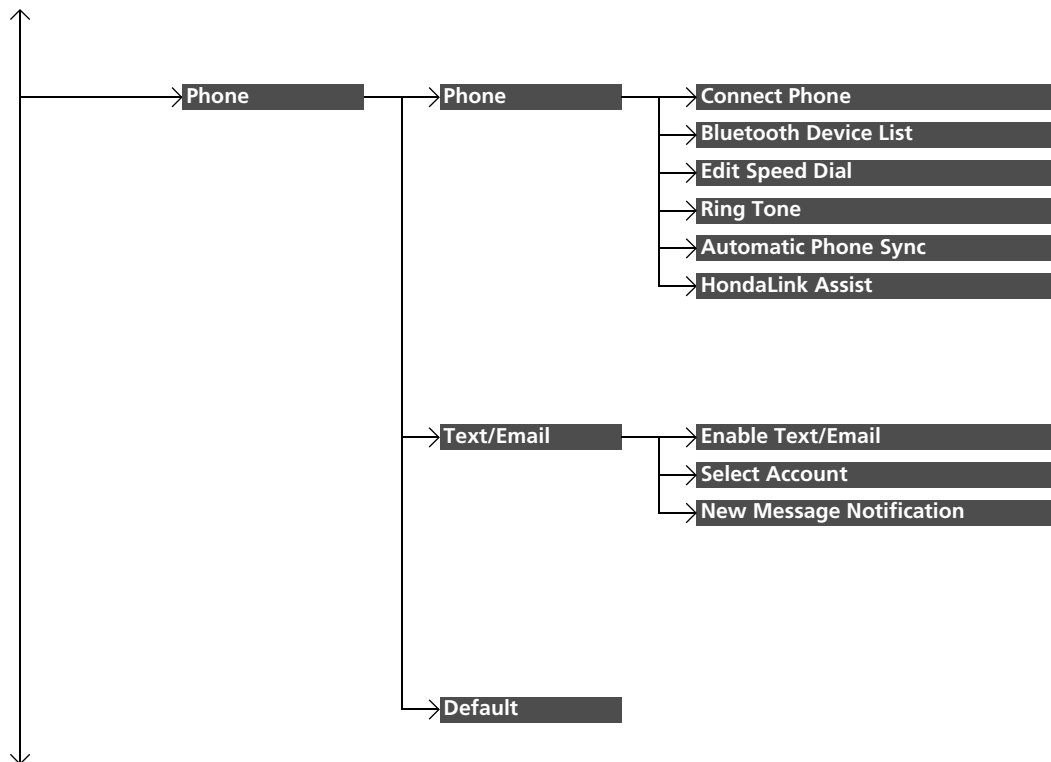 Phone
Phone
Connect Phone
Bluetooth Device List
Edit Speed Dial
Ring Tone
Automatic Phone Sync
HondaLink Assist
Text/Email
Enable Text/Email
Select Account
New Message Notification
Default